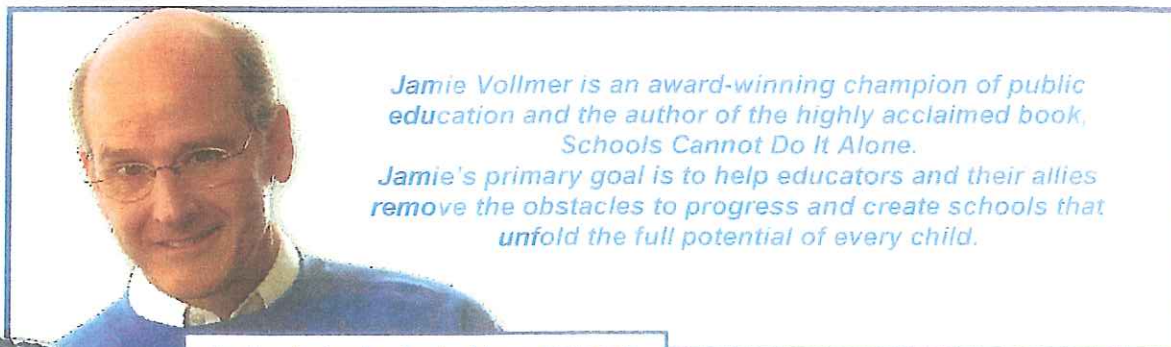 Jamie Vollmer is an award-winning champion of public
education and the author of the highly acclaimed book,
Schools Cannot Do It Alone.
Jamie's primary goal is to help educators and their allies
remove the obstacles to progress and create schools that
unfold the full potential of every child.